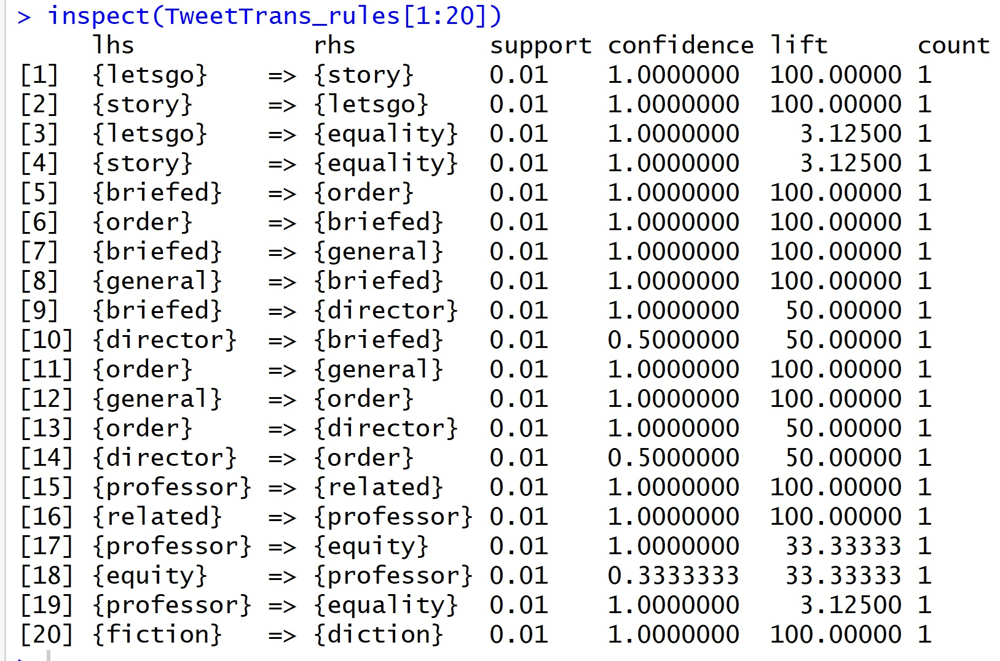 > inspect(TweetTrans_rules[1:20])
     lhs            rhs         support confidence lift      count
[1]  {letsgo}    => {story}     0.01    1.0000000  100.00000 1
[2]  {story}     => {letsgo}    0.01    1.0000000  100.00000 1
[3]  {letsgo}    => {equality}  0.01    1.0000000    3.12500 1
[4]  {story}     => {equality}  0.01    1.0000000    3.12500 1
[5]  {briefed}   => {order}     0.01    1.0000000  100.00000 1
[6]  {order}     => {briefed}   0.01    1.0000000  100.00000 1
[7]  {briefed}   => {general}   0.01    1.0000000  100.00000 1
[8]  {general}   => {briefed}   0.01    1.0000000  100.00000 1
[9]  {briefed}   => {director}  0.01    1.0000000   50.00000 1
[10] {director}  => {briefed}   0.01    0.5000000   50.00000 1
[11] {order}     => {general}   0.01    1.0000000  100.00000 1
[12] {general}   => {order}     0.01    1.0000000  100.00000 1
[13] {order}     => {director}  0.01    1.0000000   50.00000 1
[14] {director}  => {order}     0.01    0.5000000   50.00000 1
[15] {professor} => {related}   0.01    1.0000000  100.00000 1
[16] {related}   => {professor} 0.01    1.0000000  100.00000 1
[17] {professor} => {equity}    0.01    1.0000000   33.33333 1
[18] {equity}    => {professor} 0.01    0.3333333   33.33333 1
[19] {professor} => {equality}  0.01    1.0000000    3.12500 1
[20] {fiction}   => {diction}   0.01    1.0000000  100.00000 1
>